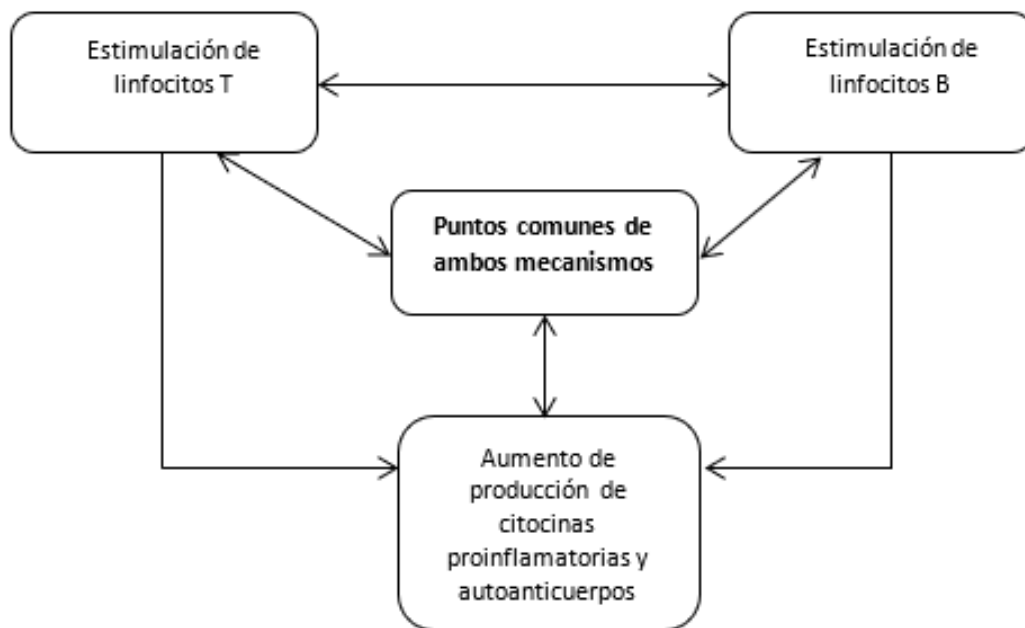 Estimulación de
linfocitos T
Estimulación de
linfocitos B
Puntos comunes de
ambos mecanismos
Aumento de
producción de
citocinas
proinflamatorias y
autoanticuerpos